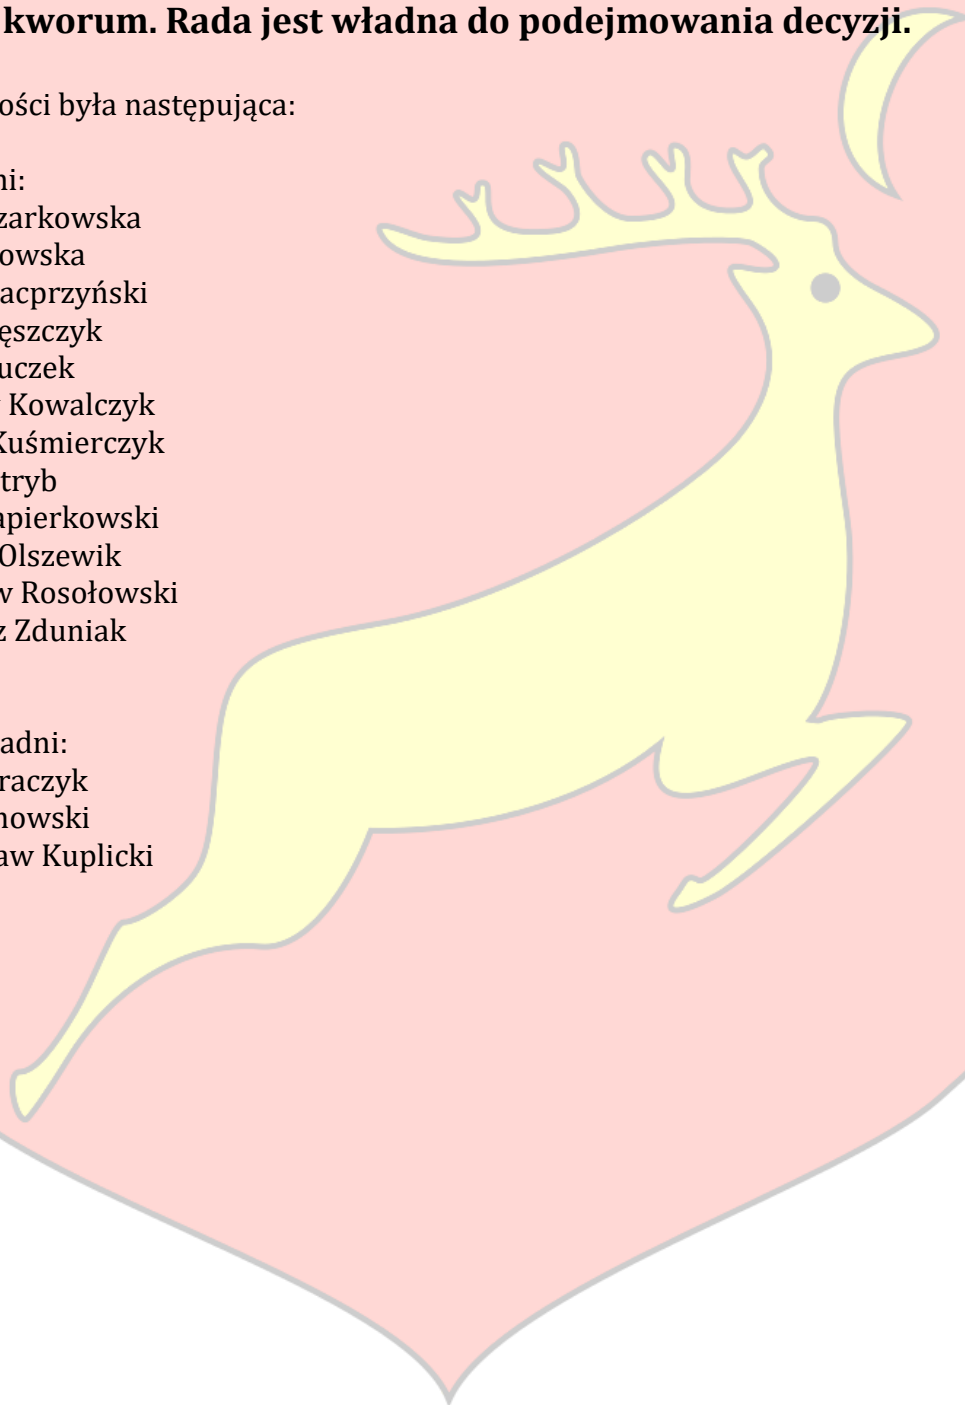 kworum. Rada jest władna do podejmowania decyzji.
ości była następująca:
ni:
zarkowska
owska
acprzyński
ęszczyk
uczek
Kowalczyk
Kuśmierczyk
tryb
apierkowski
Olszewik
w Rosołowski
z Zduniak
adni:
raczyk
nowski
aw Kuplicki